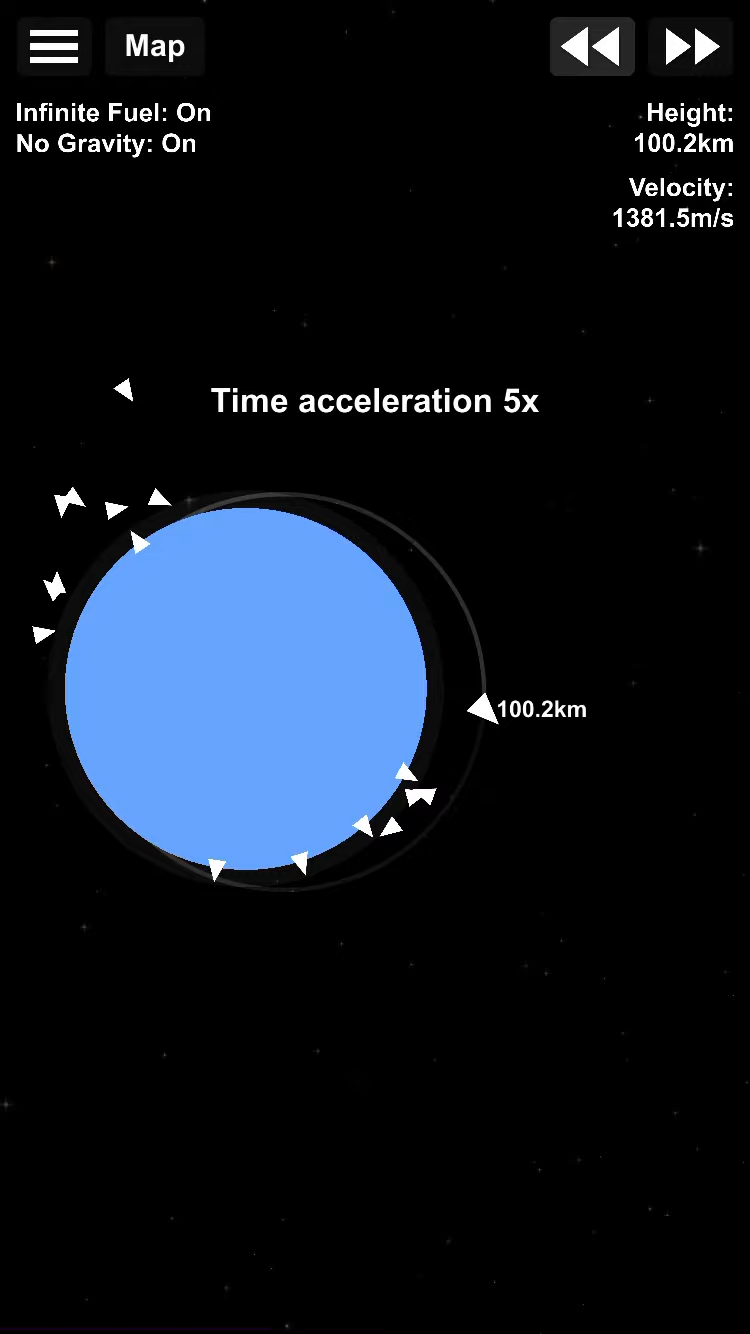 Map
Infinite Fuel: On
No Gravity: On
Height:
100.2km
Velocity:
1381.5m/s
Time acceleration 5x
100.2km